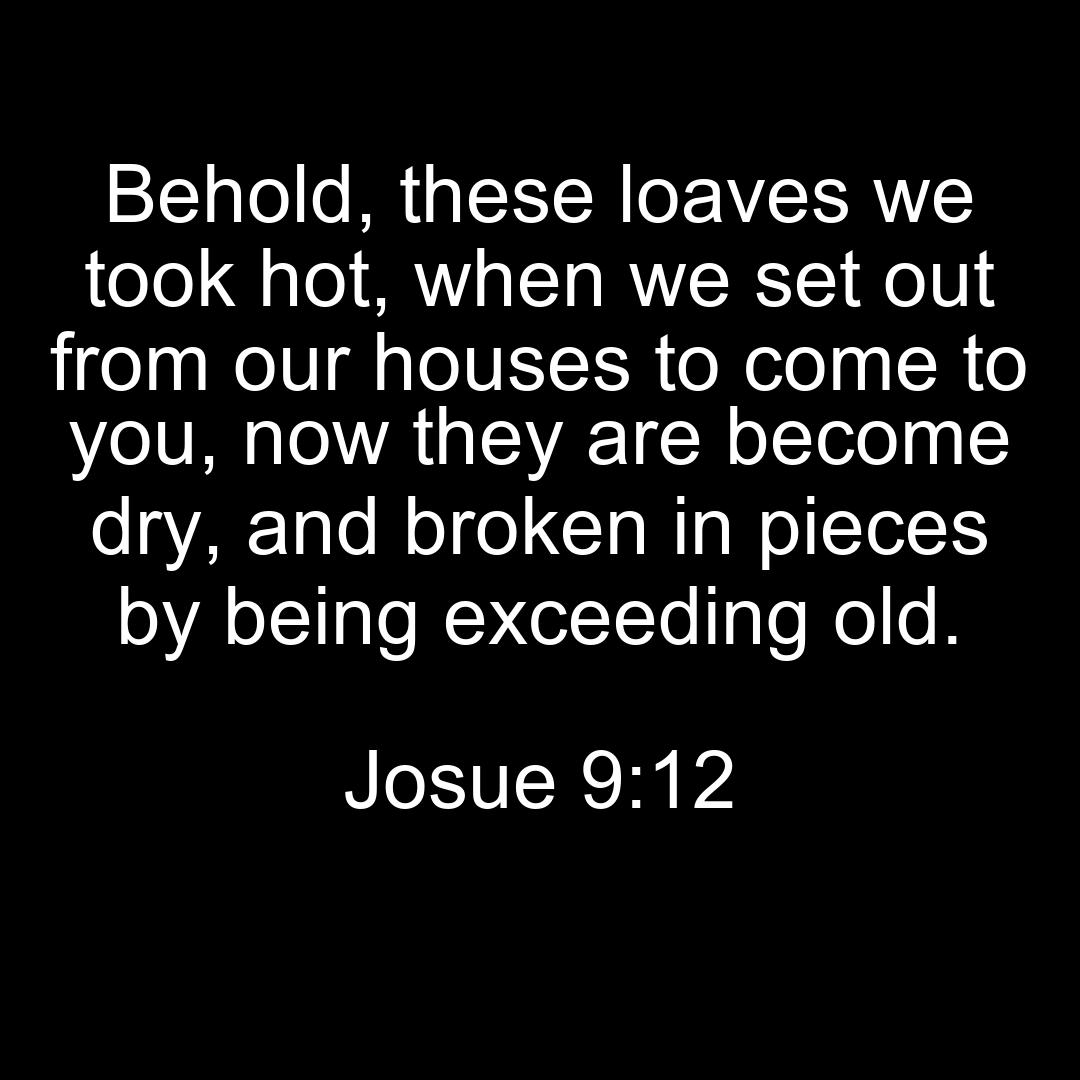 Behold, these loaves we
took hot, when we set out
from our houses to come to
you, now they are become
dry, and broken in pieces
by being exceeding old.
Josue 9:12